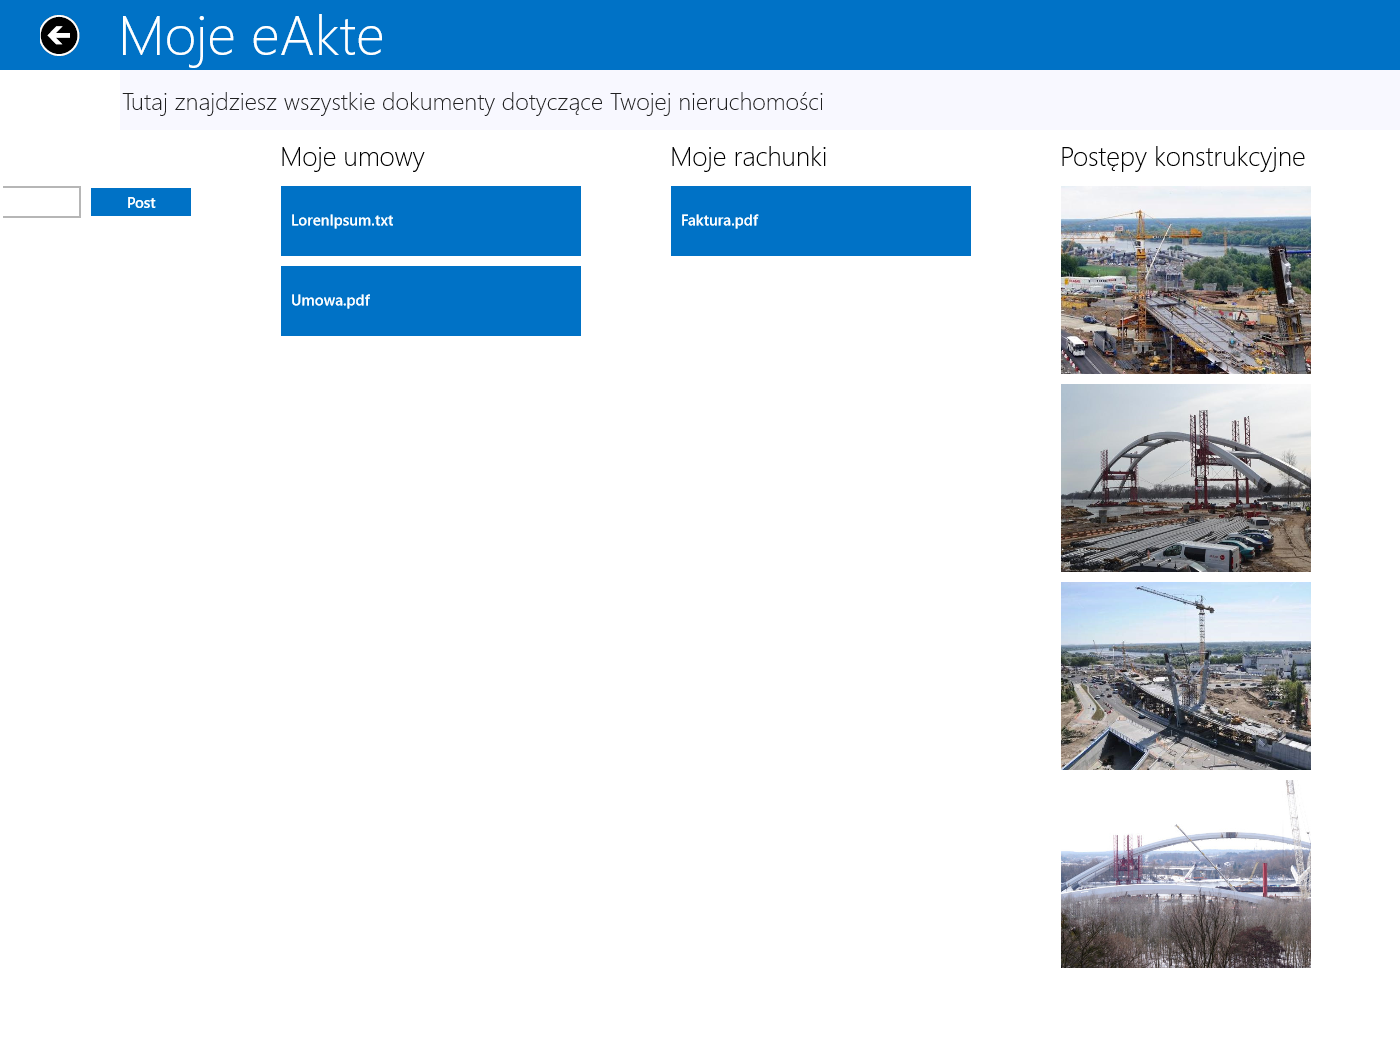 Moje eAkte
Tutaj znajdziesz wszystkie dokumenty dotyczące Twojej nieruchomości
Post
Moje umowy
LorenIpsum.txt
Umowa.pdf
Moje rachunki
Faktura.pdf
Postępy konstrukcyjne